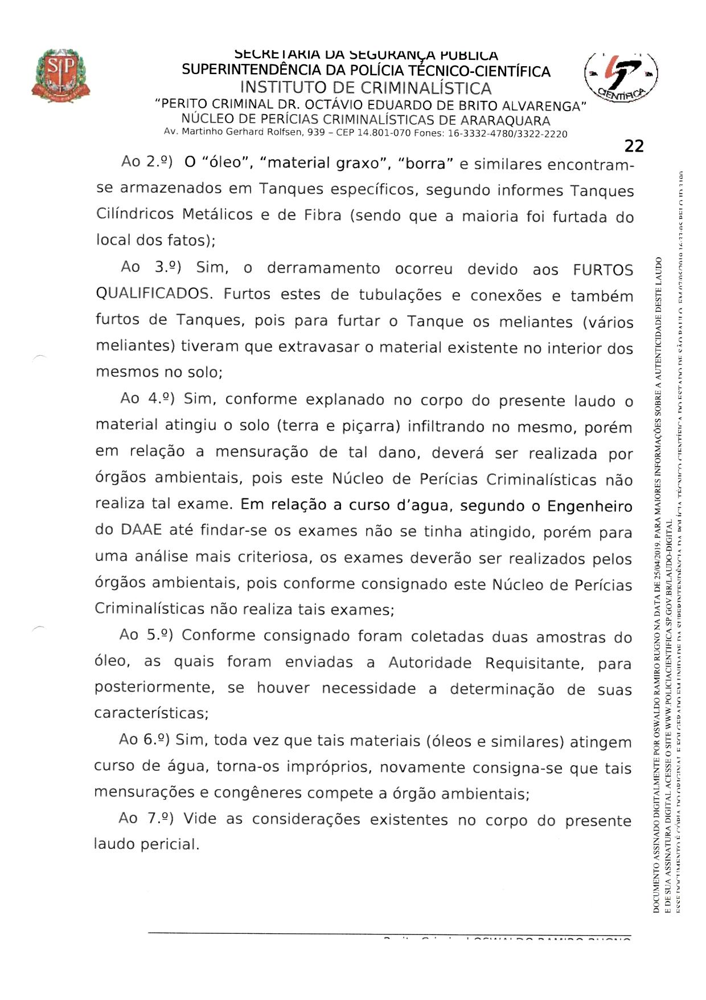 SECRETARIA DA SEGURANÇA PÚBLICA
SUPERINTENDÊNCIA DA POLÍCIA TÉCNICO-CIENTÍFICA
INSTITUTO DE CRIMINALÍSTICA
“PERITO CRIMINAL DR. OCTÁVIO EDUARDO DE BRITO ALVARENGA”
NÚCLEO DE PERÍCIAS CRIMINALÍSTICAS DE ARARAQUARA
Av. Martinho Gerhard Rolfsen, 939 – CEP 14.801-070 Fones: 16-3332-4780/3322-2220
SP
CIENTÍFICA
22
Ao 2.º) O “óleo”, “material graxo”, “borra” e similares encontram-
se armazenados em Tanques específicos, segundo informes Tanques
Cilíndricos Metálicos e de Fibra (sendo que a maioria foi furtada do
local dos fatos);
Ao 3.º) Sim, o derramamento ocorreu devido aos FURTOS
QUALIFICADOS. Furtos estes de tubulações e conexões e também
furtos de Tanques, pois para furtar o Tanque os meliantes (vários
meliantes) tiveram que extravasar o material existente no interior dos
mesmos no solo;
Ao 4.º) Sim, conforme explanado no corpo do presente laudo o
material atingiu o solo (terra e piçarra) infiltrando no mesmo, porém
em relação a mensuração de tal dano, deverá ser realizada por
órgãos ambientais, pois este Núcleo de Perícias Criminalísticas não
realiza tal exame. Em relação a curso d’agua, segundo o Engenheiro
do DAAE até findar-se os exames não se tinha atingido, porém para
uma análise mais criteriosa, os exames deverão ser realizados pelos
órgãos ambientais, pois conforme consignado este Núcleo de Perícias
Criminalísticas não realiza tais exames;
Ao 5.º) Conforme consignado foram coletadas duas amostras do
óleo, as quais foram enviadas a Autoridade Requisitante, para
posteriormente, se houver necessidade a determinação de suas
características;
Ao 6.º) Sim, toda vez que tais materiais (óleos e similares) atingem
curso de água, torna-os impróprios, novamente consigna-se que tais
mensurações e congêneres compete a órgão ambientais;
Ao 7.º) Vide as considerações existentes no corpo do presente
laudo pericial.
Perito Criminal OSWALDO RAMIRO RUGNO
DOCUMENTO ASSINADO DIGITALMENTE POR OSWALDO RAMIRO RUGNO NA DATA DE 25/04/2019. PARA MAIORES INFORMAÇÕES SOBRE A AUTENTICIDADE DESTE LAUDO
E DE SUA ASSINATURA DIGITAL ACESSE O SITE WWW.POLICIACIENTIFICA.SP.GOV.BR/LAUDO-DIGITAL
ESSE DOCUMENTO É CÓPIA DO ORIGINAL E FOI GERADO EM UNIDADE DA SUPERINTENDÊNCIA DA POLÍCIA TÉCNICO CIENTÍFICA DO ESTADO DE SÃO PAULO, EM 07/05/2019 16:33:05 PELO ID 3190